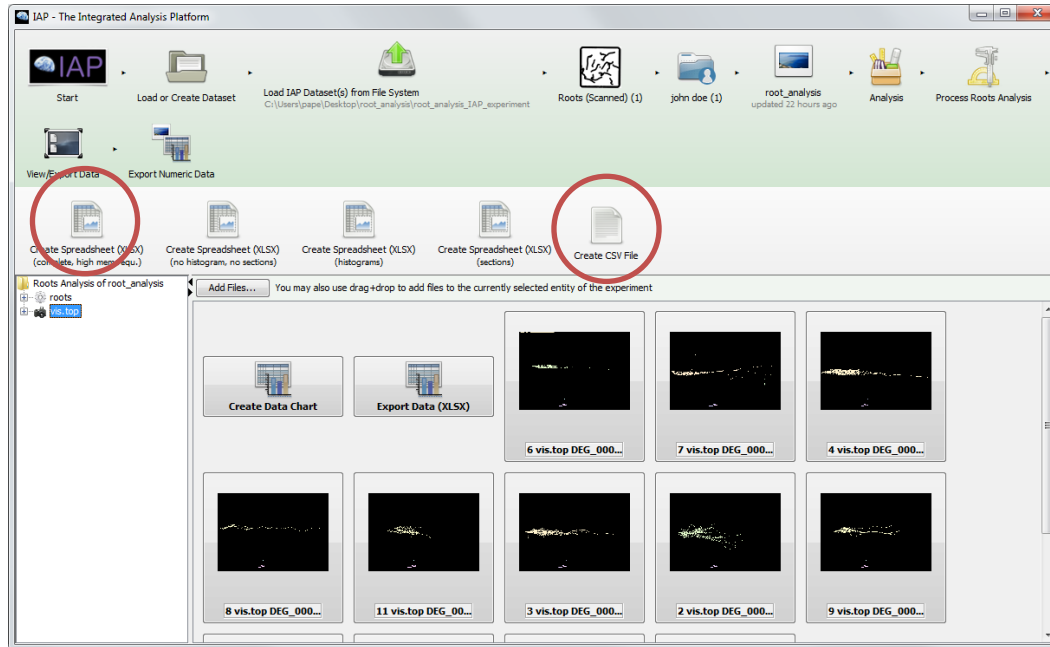 IAP - The Integrated Analysis Platform
IAP
Start
Load or Create Dataset
Load IAP Dataset(s) from File System
C:\Users\pape\Desktop\root_analysis\root_analysis_IAP_experiment
Roots (Scanned) (1)
john doe (1)
root_analysis
updated 22 hours ago
Analysis
Process Roots Analysis
View/Export Data
Export Numeric Data
Create Spreadsheet (XLSX)
(complete, high mem. requ.)
Create Spreadsheet (XLSX)
(no histogram, no sections)
Create Spreadsheet (XLSX)
(histograms)
Create Spreadsheet (XLSX)
(sections)
Create CSV File
Roots Analysis of root_analysis
roots
vis.top
Add Files...
You may also use drag+drop to add files to the currently selected entity of the experiment
Create Data Chart
Export Data (XLSX)
6 vis.top DEG_000...
7 vis.top DEG_000...
4 vis.top DEG_000...
8 vis.top DEG_000...
11 vis.top DEG_00...
3 vis.top DEG_000...
2 vis.top DEG_000...
9 vis.top DEG_000...